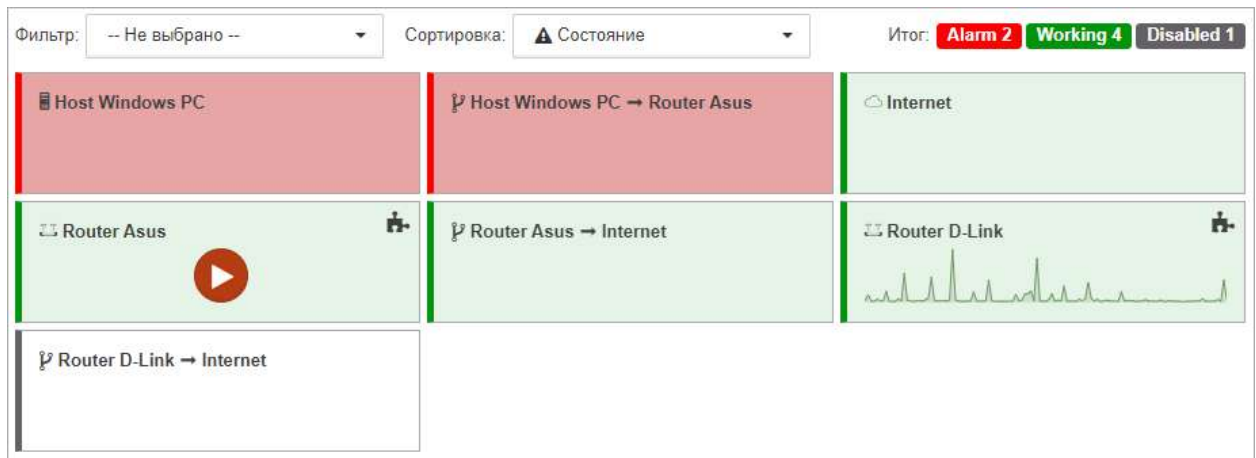 Фильтр: -- Не выбрано -- Сортировка: Состояние Итог: Alarm 2 Working 4 Disabled 1
Host Windows PC Host Windows PC → Router Asus Internet
Router Asus Router Asus → Internet Router D-Link
Router D-Link → Internet